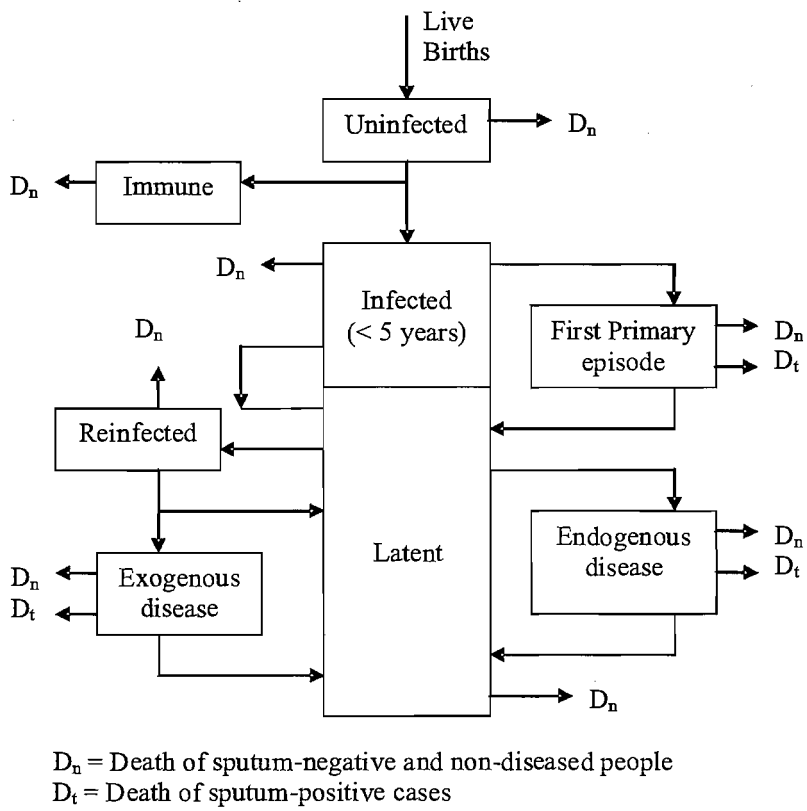 Live
Births
Uninfected
Dn
Dn
Immune
Dn
Infected
(< 5 years)
First Primary
episode
Dn
Dt
Dn
Reinfected
Latent
Endogenous
disease
Dn
Dt
Dn
Dt
Exogenous
disease
Dn
Dn = Death of sputum-negative and non-diseased people
Dt = Death of sputum-positive cases